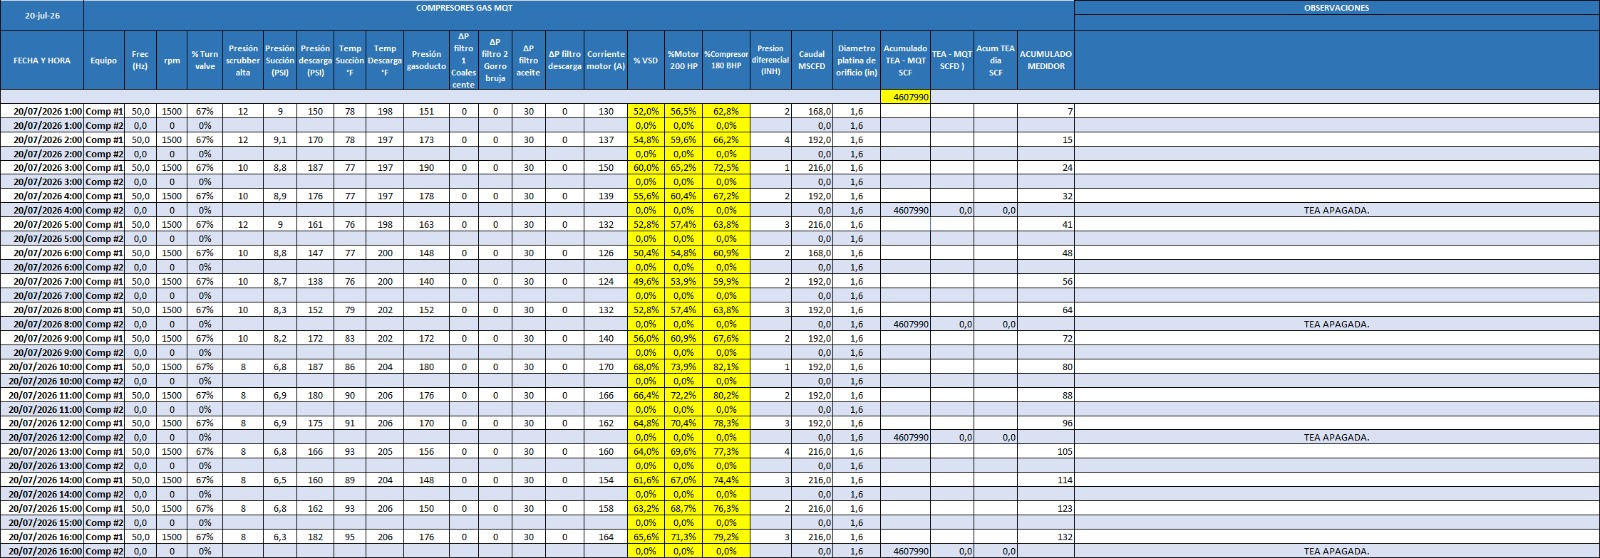 20-jul-26 COMPRESORES GAS MQT OBSERVACIONES
FECHA Y HORA Equipo Frec (Hz) rpm % Turn valve Presión scrubber alta Presión Succión (PSI) Presión descarga (PSI) Temp Succión °F Temp Descarga °F Presión gasoducto ΔP filtro 1 Coales cente ΔP filtro 2 Gorro bruja ΔP filtro aceite ΔP filtro descarga Corriente motor (A) % VSD %Motor 200 HP %Compresor 180 BHP Presion diferencial (INH) Caudal MSCFD Diametro platina de orificio (in) Acumulado TEA - MQT SCF TEA - MQT SCFD ) Acum TEA dia SCF ACUMULADO MEDIDOR
4607990
20/07/2026 1:00 Comp #1 50,0 1500 67% 12 9 150 78 198 151 0 0 30 0 130 52,0% 56,5% 62,8% 2 168,0 1,6 7
20/07/2026 1:00 Comp #2 0,0 0 0% 0,0% 0,0% 0,0% 0,0 1,6
20/07/2026 2:00 Comp #1 50,0 1500 67% 12 9,1 170 78 197 173 0 0 30 0 137 54,8% 59,6% 66,2% 4 192,0 1,6 15
20/07/2026 2:00 Comp #2 0,0 0 0% 0,0% 0,0% 0,0% 0,0 1,6
20/07/2026 3:00 Comp #1 50,0 1500 67% 10 8,8 187 77 197 190 0 0 30 0 150 60,0% 65,2% 72,5% 1 216,0 1,6 24
20/07/2026 3:00 Comp #2 0,0 0 0% 0,0% 0,0% 0,0% 0,0 1,6
20/07/2026 4:00 Comp #1 50,0 1500 67% 10 8,9 176 77 197 178 0 0 30 0 139 55,6% 60,4% 67,2% 2 192,0 1,6 32
20/07/2026 4:00 Comp #2 0,0 0 0% 0,0% 0,0% 0,0% 0,0 1,6 4607990 0,0 0,0 TEA APAGADA.
20/07/2026 5:00 Comp #1 50,0 1500 67% 12 9 161 76 198 163 0 0 30 0 132 52,8% 57,4% 63,8% 3 216,0 1,6 41
20/07/2026 5:00 Comp #2 0,0 0 0% 0,0% 0,0% 0,0% 0,0 1,6
20/07/2026 6:00 Comp #1 50,0 1500 67% 10 8,8 147 77 200 148 0 0 30 0 126 50,4% 54,8% 60,9% 2 168,0 1,6 48
20/07/2026 6:00 Comp #2 0,0 0 0% 0,0% 0,0% 0,0% 0,0 1,6
20/07/2026 7:00 Comp #1 50,0 1500 67% 10 8,7 138 76 200 140 0 0 30 0 124 49,6% 53,9% 59,9% 2 192,0 1,6 56
20/07/2026 7:00 Comp #2 0,0 0 0% 0,0% 0,0% 0,0% 0,0 1,6
20/07/2026 8:00 Comp #1 50,0 1500 67% 10 8,3 152 79 202 152 0 0 30 0 132 52,8% 57,4% 63,8% 3 192,0 1,6 64
20/07/2026 8:00 Comp #2 0,0 0 0% 0,0% 0,0% 0,0% 0,0 1,6 4607990 0,0 0,0 TEA APAGADA.
20/07/2026 9:00 Comp #1 50,0 1500 67% 10 8,2 172 83 202 172 0 0 30 0 140 56,0% 60,9% 67,6% 2 192,0 1,6 72
20/07/2026 9:00 Comp #2 0,0 0 0% 0,0% 0,0% 0,0% 0,0 1,6
20/07/2026 10:00 Comp #1 50,0 1500 67% 8 6,8 187 86 204 180 0 0 30 0 170 68,0% 73,9% 82,1% 1 192,0 1,6 80
20/07/2026 10:00 Comp #2 0,0 0 0% 0,0% 0,0% 0,0% 0,0 1,6
20/07/2026 11:00 Comp #1 50,0 1500 67% 8 6,9 180 90 206 176 0 0 30 0 166 66,4% 72,2% 80,2% 2 192,0 1,6 88
20/07/2026 11:00 Comp #2 0,0 0 0% 0,0% 0,0% 0,0% 0,0 1,6
20/07/2026 12:00 Comp #1 50,0 1500 67% 8 6,9 175 91 206 170 0 0 30 0 162 64,8% 70,4% 78,3% 3 192,0 1,6 96
20/07/2026 12:00 Comp #2 0,0 0 0% 0,0% 0,0% 0,0% 0,0 1,6 4607990 0,0 0,0 TEA APAGADA.
20/07/2026 13:00 Comp #1 50,0 1500 67% 8 6,8 166 93 205 156 0 0 30 0 160 64,0% 69,6% 77,3% 4 216,0 1,6 105
20/07/2026 13:00 Comp #2 0,0 0 0% 0,0% 0,0% 0,0% 0,0 1,6
20/07/2026 14:00 Comp #1 50,0 1500 67% 8 6,5 160 89 204 148 0 0 30 0 154 61,6% 67,0% 74,4% 3 216,0 1,6 114
20/07/2026 14:00 Comp #2 0,0 0 0% 0,0% 0,0% 0,0% 0,0 1,6
20/07/2026 15:00 Comp #1 50,0 1500 67% 8 6,8 162 93 206 150 0 0 30 0 158 63,2% 68,7% 76,3% 2 216,0 1,6 123
20/07/2026 15:00 Comp #2 0,0 0 0% 0,0% 0,0% 0,0% 0,0 1,6
20/07/2026 16:00 Comp #1 50,0 1500 67% 8 6,3 182 95 206 176 0 0 30 0 164 65,6% 71,3% 79,2% 3 216,0 1,6 132
20/07/2026 16:00 Comp #2 0,0 0 0% 0,0% 0,0% 0,0% 0,0 1,6 4607990 0,0 0,0 TEA APAGADA.